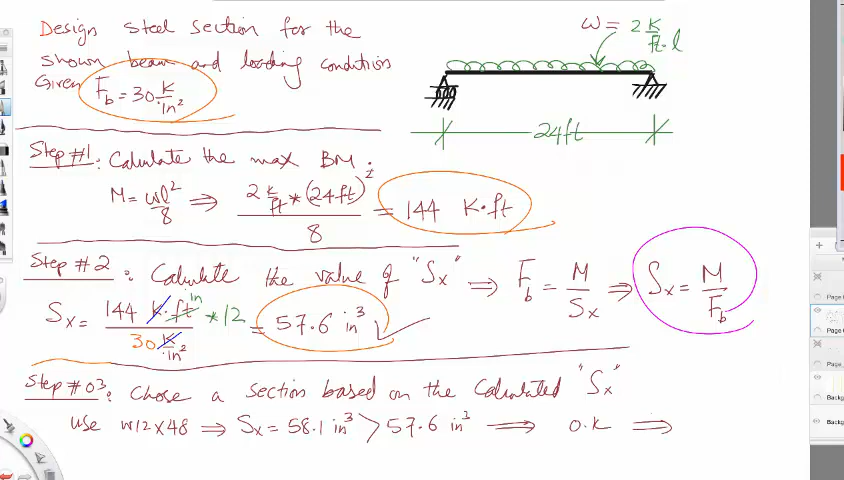 Design steel section for the
shown beam and loading conditions
Given F_b = 30 K/in²
ω = 2 K/ft.l
24ft
Step #1: Calculate the max BM:
M = ωl²/8 ⇒ 2 K/ft * (24ft)²/8 = 144 K·ft
Step #2: Calculate the value of "Sx" ⇒ F_b = M/Sx ⇒ Sx = M/F_b
Sx = 144 K·ft in * 12 / 30 K/in² = 57.6 in³
Step #03: Chose a section based on the Calculated "Sx"
use W12x48 ⇒ Sx = 58.1 in³ > 57.6 in³ ⇒ O.K ⇒